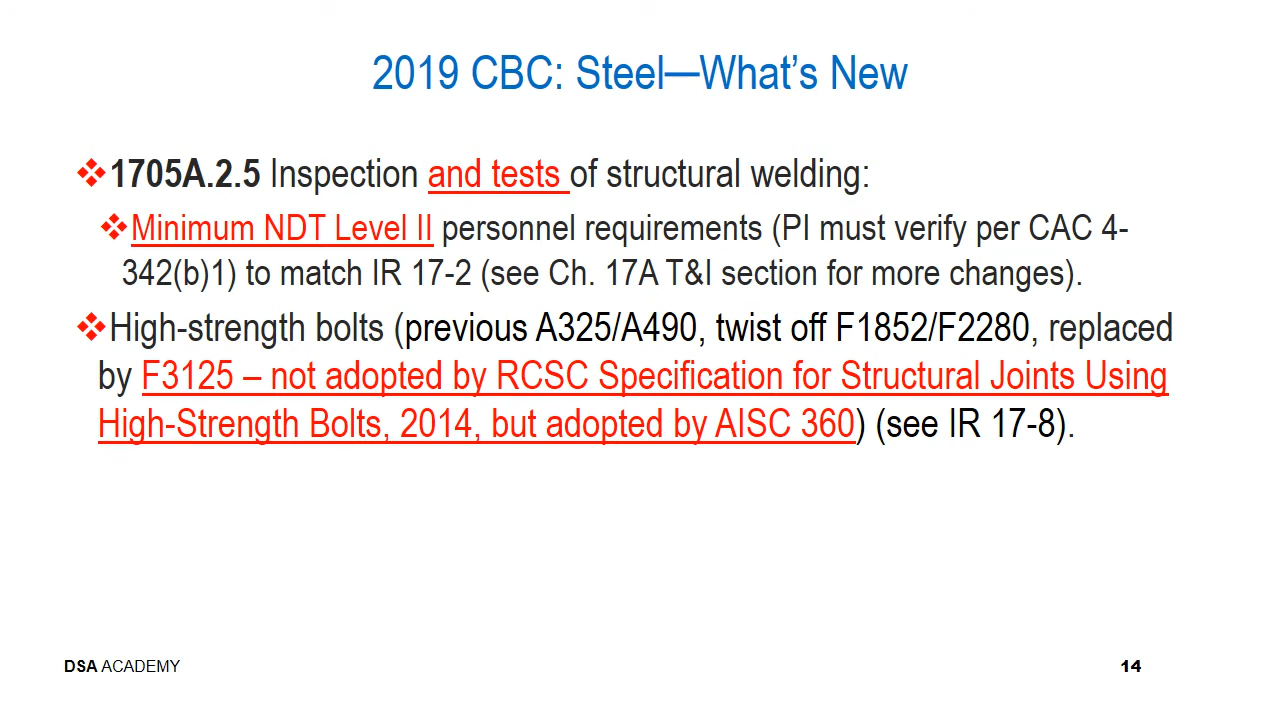 2019 CBC: Steel—What’s New
❖1705A.2.5 Inspection and tests of structural welding:
❖Minimum NDT Level II personnel requirements (PI must verify per CAC 4-
342(b)1) to match IR 17-2 (see Ch. 17A T&I section for more changes).
❖High-strength bolts (previous A325/A490, twist off F1852/F2280, replaced
by F3125 – not adopted by RCSC Specification for Structural Joints Using
High-Strength Bolts, 2014, but adopted by AISC 360) (see IR 17-8).
DSA ACADEMY
14